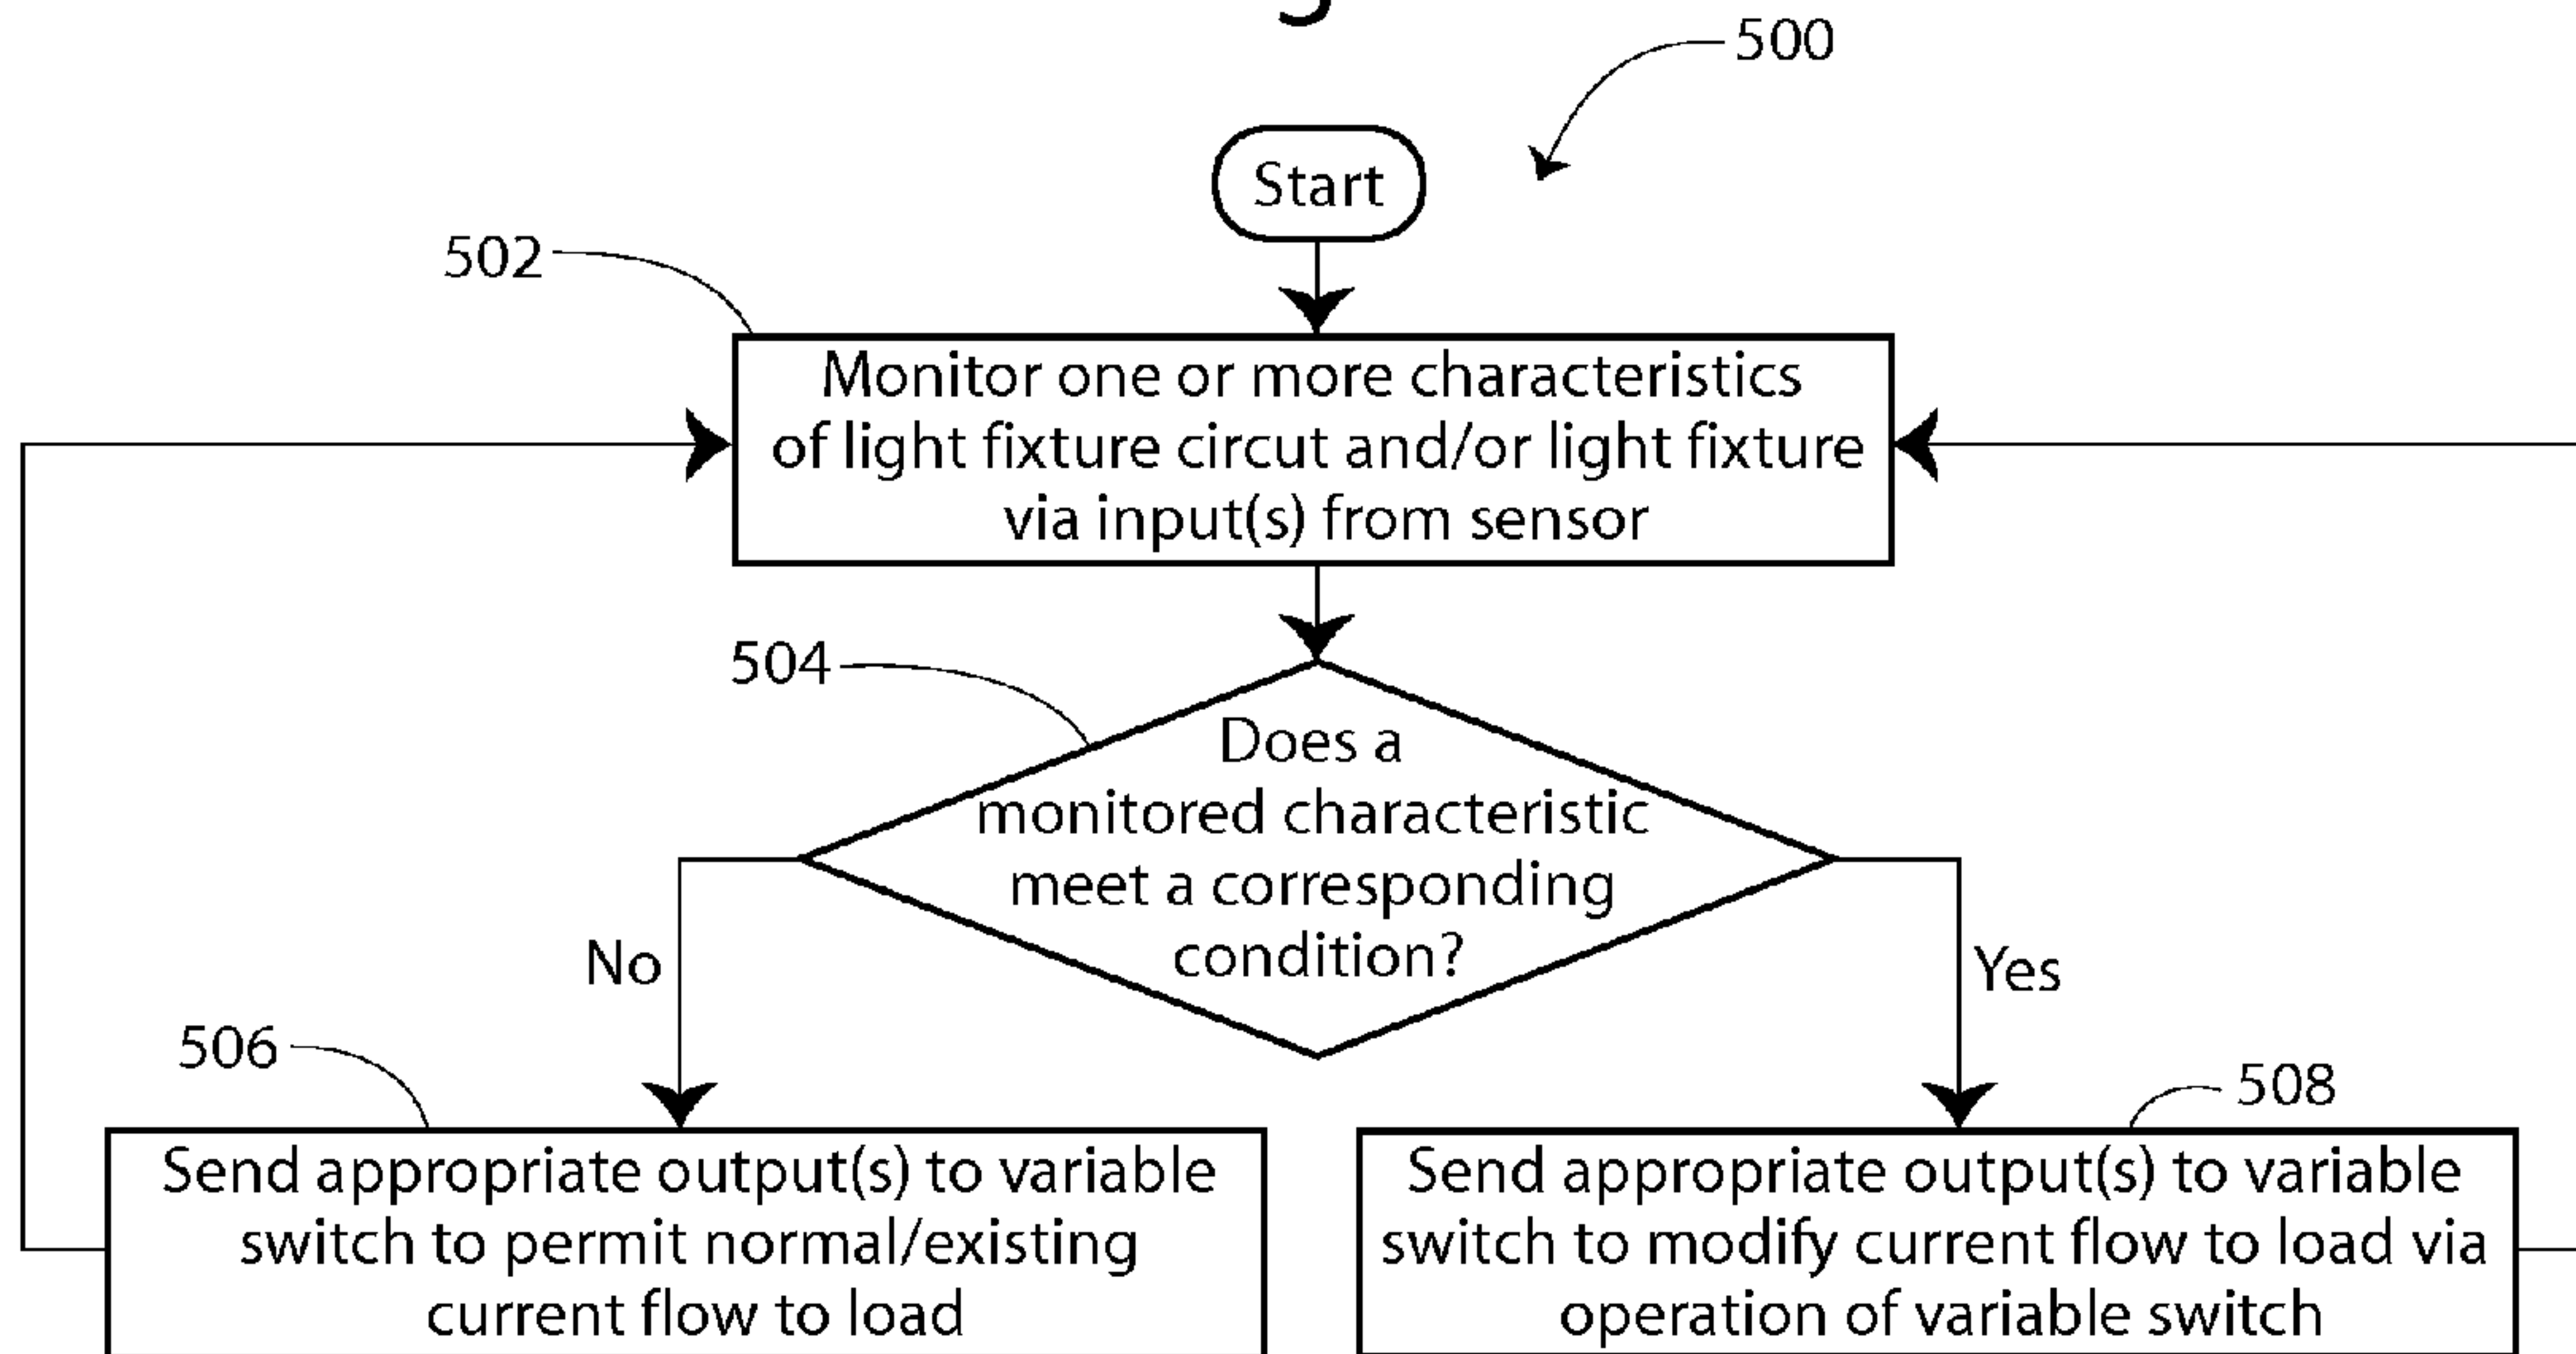 500
Start
502
Monitor one or more characteristics
of light fixture circut and/or light fixture
via input(s) from sensor
504
Does a
monitored characteristic
meet a corresponding
condition?
No
Yes
506
508
Send appropriate output(s) to variable
switch to permit normal/existing
current flow to load
Send appropriate output(s) to variable
switch to modify current flow to load via
operation of variable switch